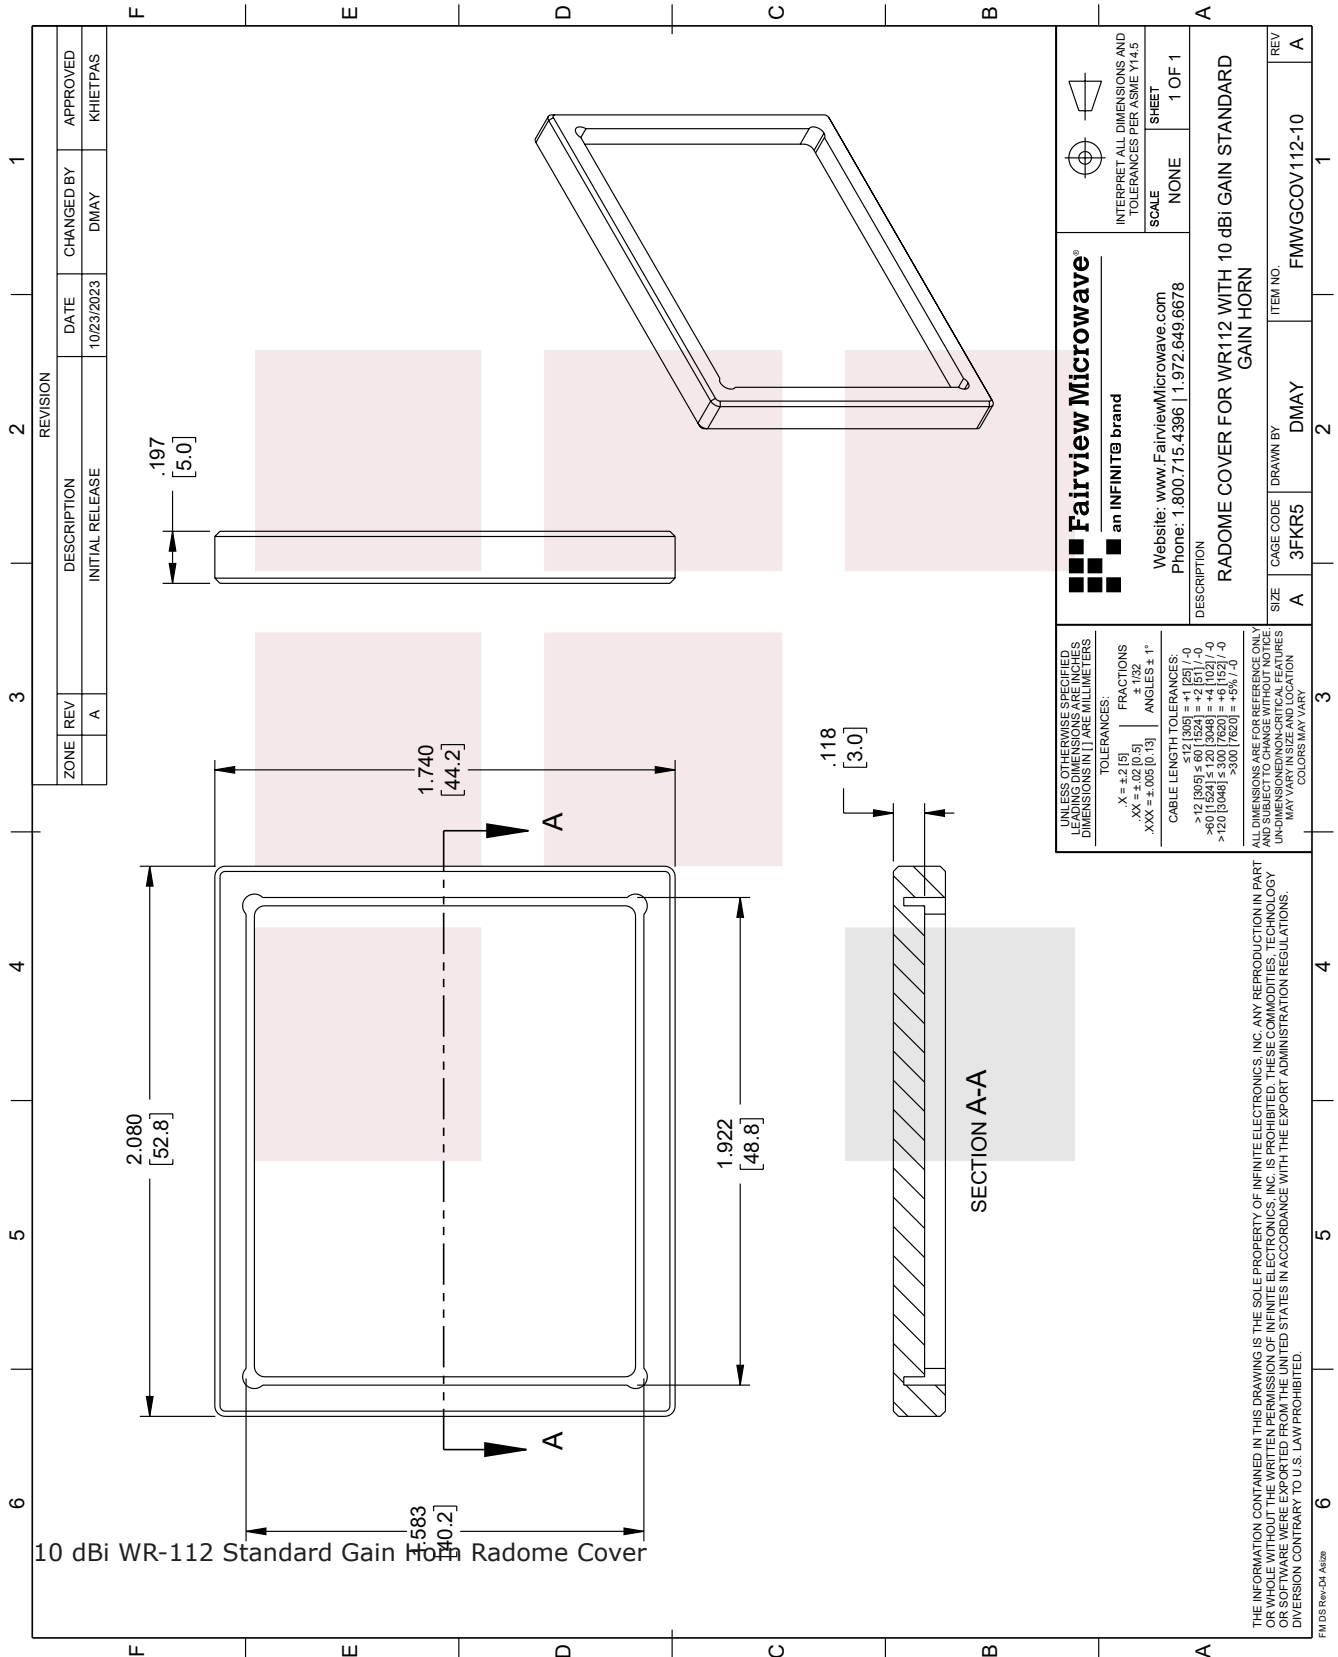 REVISION
ZONE REV DESCRIPTION DATE CHANGED BY APPROVED
A INITIAL RELEASE 10/23/2023 DMAY KHIETPAS
6 5 4 3 2 1
F
E
D
C
B
A
2.080
[52.8]
.197
[5.0]
1.740
[44.2]
1.583
[40.2]
A
A
1.922
[48.8]
.118
[3.0]
SECTION A-A
UNLESS OTHERWISE SPECIFIED
LEADING DIMENSIONS ARE INCHES
DIMENSIONS IN [ ] ARE MILLIMETERS
TOLERANCES:
.X = ±.2 [5]
.XX = ±.02 [0.5]
.XXX = ±.005 [0.13]
FRACTIONS
± 1/32
ANGLES ± 1°
CABLE LENGTH TOLERANCES:
≤12 [305] = +1 [25] / -0
>12 [305] ≤ 60 [1524] = +2 [51] / -0
>60 [1524] ≤ 120 [3048] = +4 [102] / -0
>120 [3048] ≤ 300 [7620] = +6 [152] / -0
>300 [7620] = +5% / -0
ALL DIMENSIONS ARE FOR REFERENCE ONLY
AND SUBJECT TO CHANGE WITHOUT NOTICE.
UN-DIMENSIONED/NON-CRITICAL FEATURES
MAY VARY IN SIZE AND LOCATION
COLORS MAY VARY
Fairview Microwave®
an INFINIT@ brand
Website: www.FairviewMicrowave.com
Phone: 1.800.715.4396 | 1.972.649.6678
INTERPRET ALL DIMENSIONS AND
TOLERANCES PER ASME Y14.5
SCALE
NONE
SHEET
1 OF 1
DESCRIPTION
RADOME COVER FOR WR112 WITH 10 dBi GAIN STANDARD
GAIN HORN
SIZE
A
CAGE CODE
3FKR5
DRAWN BY
DMAY
ITEM NO.
FMWGCOV112-10
REV
A
THE INFORMATION CONTAINED IN THIS DRAWING IS THE SOLE PROPERTY OF INFINITE ELECTRONICS, INC. ANY REPRODUCTION IN PART
OR WHOLE WITHOUT THE WRITTEN PERMISSION OF INFINITE ELECTRONICS, INC. IS PROHIBITED. THESE COMMODITIES, TECHNOLOGY
OR SOFTWARE WERE EXPORTED FROM THE UNITED STATES IN ACCORDANCE WITH THE EXPORT ADMINISTRATION REGULATIONS.
DIVERSION CONTRARY TO U.S. LAW PROHIBITED.
F
E
D
C
B
A
6 5 4 3 2 1
FM DS Rev-D4 Asize
10 dBi WR-112 Standard Gain Horn Radome Cover